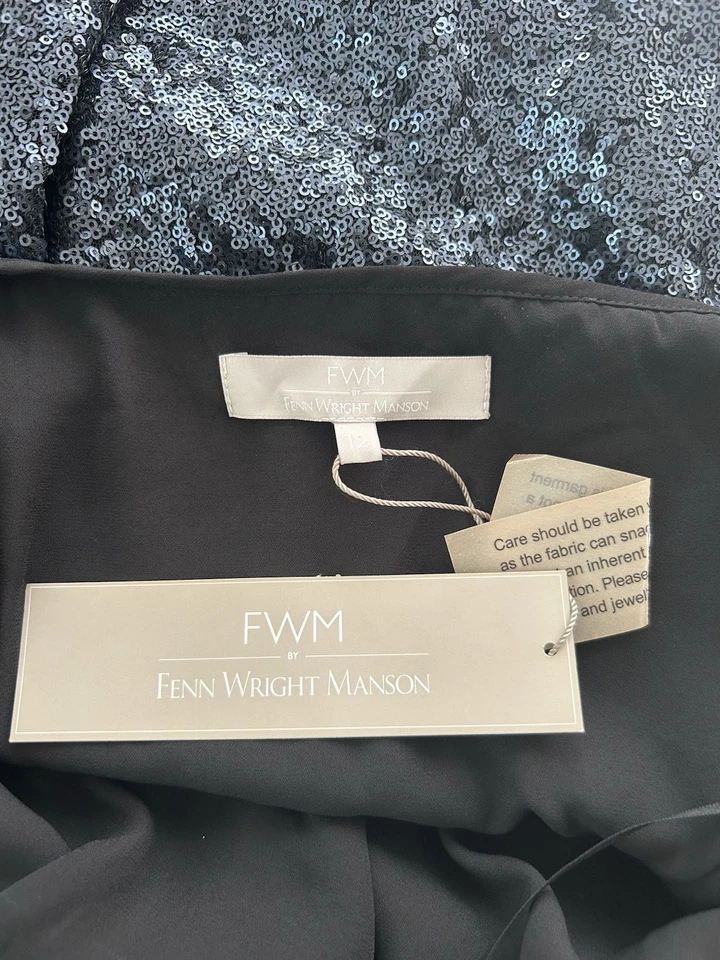 FWM
BY
FENN WRIGHT MANSON
12
garment
a
Care should be taken
as the fabric can
an inherent
Please
and
FWM
BY
FENN WRIGHT MANSON